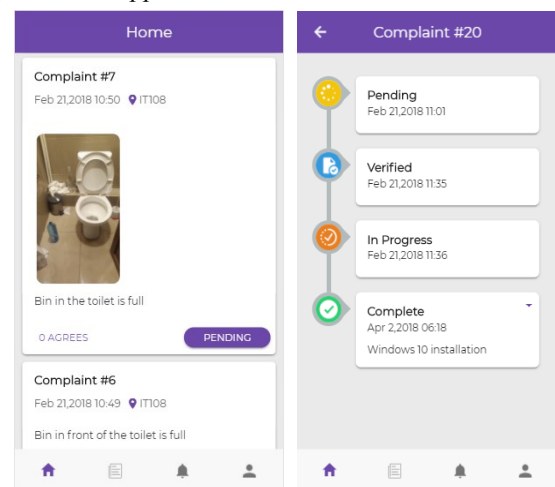 Home
Complaint #7
Feb 21,2018 10:50 IT108
Bin in the toilet is full
0 AGREES
PENDING
Complaint #6
Feb 21,2018 10:49 IT108
Bin in front of the toilet is full
Complaint #20
Pending
Feb 21,2018 11:01
Verified
Feb 21,2018 11:35
In Progress
Feb 21,2018 11:36
Complete
Apr 2,2018 06:18
Windows 10 installation